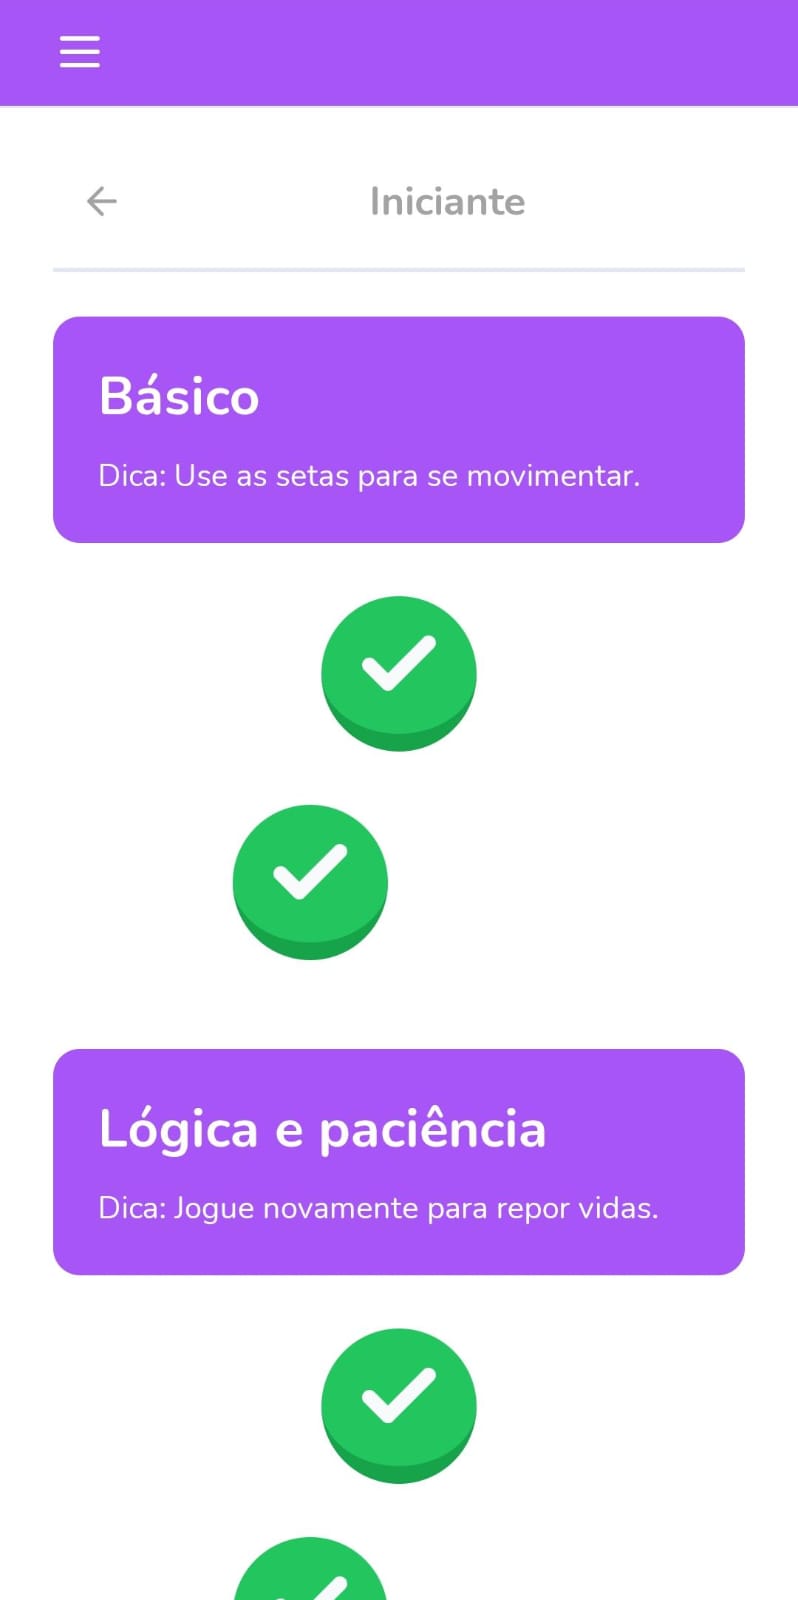 Iniciante
Básico
Dica: Use as setas para se movimentar.
Lógica e paciência
Dica: Jogue novamente para repor vidas.